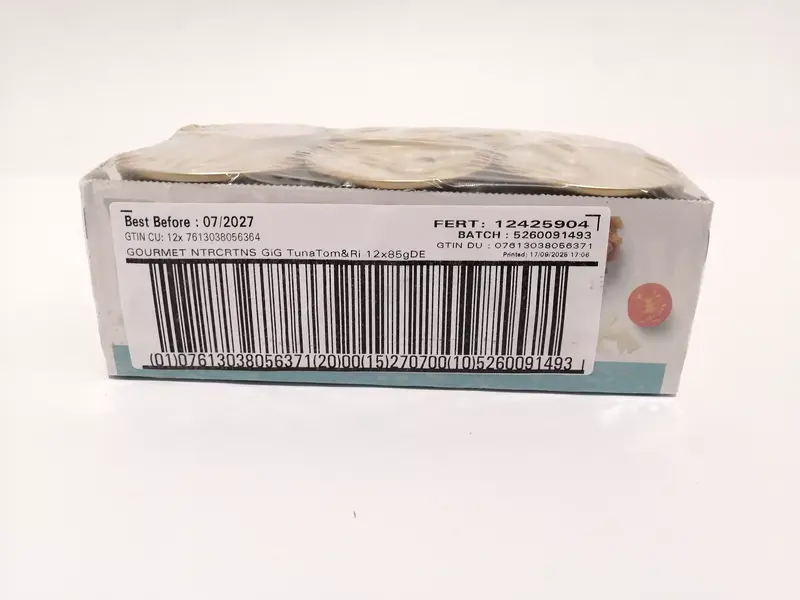 Best Before : 07/2027
GTIN CU: 12x 7613038056364
FERT: 12425904
BATCH : 5260091493
GTIN DU : 07613038056371
GOURMET NTRCRTNS GiG TunaTom&Ri 12x85gDE
Printed: 17/09/2025 17:06
(01)07613038056371(20)00(15)270700(10)5260091493